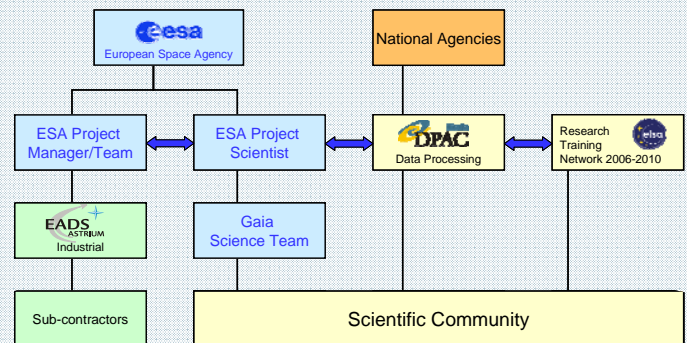 esa
European Space Agency
National Agencies
ESA Project
Manager/Team
ESA Project
Scientist
DPAC
Data Processing
Research
Training
Network 2006-2010
elsa
EADS
ASTRIUM
Industrial
Gaia
Science Team
Sub-contractors
Scientific Community